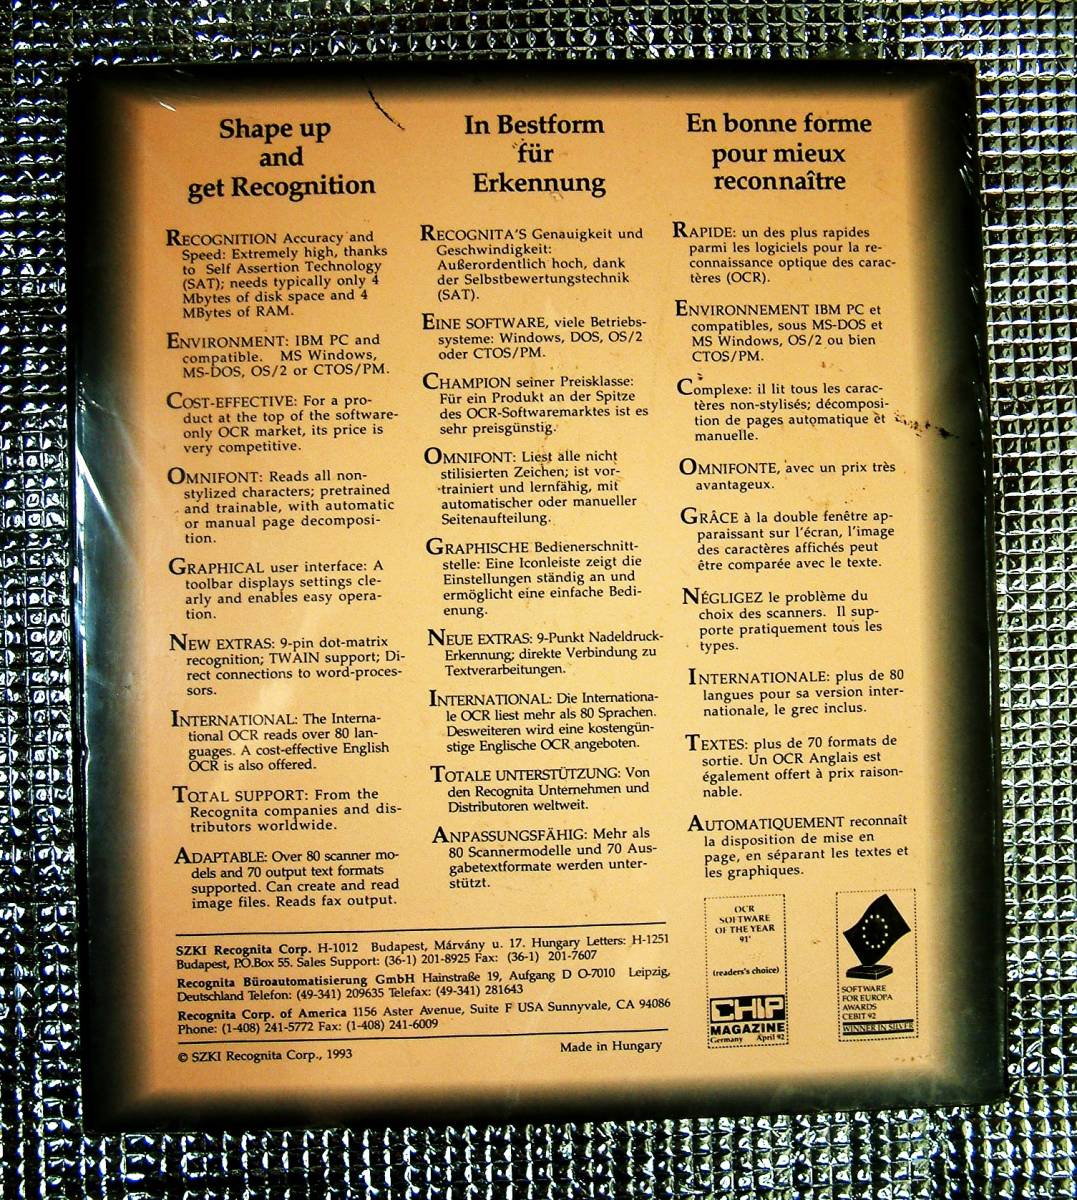 Shape up
and
get Recognition
RECOGNITION Accuracy and
Speed: Extremely high, thanks
to Self Assertion Technology
(SAT); needs typically only 4
Mbytes of disk space and 4
MBytes of RAM.
ENVIRONMENT: IBM PC and
compatible. MS Windows,
MS-DOS, OS/2 or CTOS/PM.
COST-EFFECTIVE: For a pro-
duct at the top of the software-
only OCR market, its price is
very competitive.
OMNIFONT: Reads all non-
stylized characters; pretrained
and trainable, with automatic
or manual page decomposi-
tion.
GRAPHICAL user interface: A
toolbar displays settings cle-
arly and enables easy opera-
tion.
NEW EXTRAS: 9-pin dot-matrix
recognition; TWAIN support; Di-
rect connections to word-proces-
sors.
INTERNATIONAL: The Interna-
tional OCR reads over 80 lan-
guages. A cost-effective English
OCR is also offered.
TOTAL SUPPORT: From the
Recognita companies and dis-
tributors worldwide.
ADAPTABLE: Over 80 scanner mo-
dels and 70 output text formats
supported. Can create and read
image files. Reads fax output.
In Bestform
für
Erkennung
RECOGNITA'S Genauigkeit und
Geschwindigkeit:
Außerordentlich hoch, dank
der Selbstbewertungstechnik
(SAT).
EINE SOFTWARE, viele Betriebs-
systeme: Windows, DOS, OS/2
oder CTOS/PM.
CHAMPION seiner Preisklasse:
Für ein Produkt an der Spitze
des OCR-Softwaremarktes ist es
sehr preisgünstig.
OMNIFONT: Liest alle nicht
stilisierten Zeichen; ist vor-
trainiert und lernfähig, mit
automatischer oder manueller
Seitenaufteilung.
GRAPHISCHE Bedienerschnitt-
stelle: Eine Iconleiste zeigt die
Einstellungen ständig an und
ermöglicht eine einfache Bedi-
enung.
NEUE EXTRAS: 9-Punkt Nadeldruck-
Erkennung; direkte Verbindung zu
Textverarbeitungen.
INTERNATIONAL: Die Internationa-
le OCR liest mehr als 80 Sprachen.
Desweiteren wird eine kostengün-
stige Englische OCR angeboten.
TOTALE UNTERSTÜTZUNG: Von
den Recognita Unternehmen und
Distributoren weltweit.
ANPASSUNGSFÄHIG: Mehr als
80 Scannermodelle und 70 Aus-
gabetextformate werden unter-
stützt.
En bonne forme
pour mieux
reconnaître
RAPIDE: un des plus rapides
parmi les logiciels pour la re-
connaissance optique des carac-
tères (OCR).
ENVIRONNEMENT IBM PC et
compatibles, sous MS-DOS et
MS Windows, OS/2 ou bien
CTOS/PM.
Complexe: il lit tous les carac-
tères non-stylisés; décomposi-
tion de pages automatique et
manuelle.
OMNIFONTE, avec un prix très
avantageux.
GRÂCE à la double fenêtre ap-
paraissant sur l'écran, l'image
des caractères affichés peut
être comparée avec le texte.
NÉGLIGEZ le problème du
choix des scanners. Il sup-
porte pratiquement tous les
types.
INTERNATIONALE: plus de 80
langues pour sa version inter-
nationale, le grec inclus.
TEXTES: plus de 70 formats de
sortie. Un OCR Anglais est
également offert à prix raison-
nable.
AUTOMATIQUEMENT reconnaît
la disposition de mise en
page, en séparant les textes et
les graphiques.
SZKI Recognita Corp. H-1012 Budapest, Márvány u. 17. Hungary Letters: H-1251
Budapest, P.O.Box 55. Sales Support: (36-1) 201-8925 Fax: (36-1) 201-7607
Recognita Büroautomatisierung GmbH Hainstraße 19, Aufgang D O-7010 Leipzig,
Deutschland Telefon: (49-341) 209635 Telefax: (49-341) 281643
Recognita Corp. of America 1156 Aster Avenue, Suite F USA Sunnyvale, CA 94086
Phone: (1-408) 241-5772 Fax: (1-408) 241-6009
© SZKI Recognita Corp., 1993
Made in Hungary
OCR
SOFTWARE
OF THE YEAR
91'
(readers's choice)
CHIP
MAGAZINE
Germany April 92
SOFTWARE
FOR EUROPA
AWARDS
CEBIT 92
WINNER IN SILVER